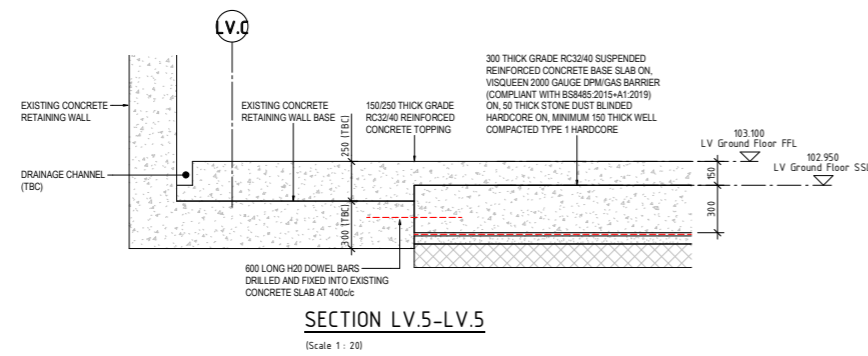 LV.C
300 THICK GRADE RC32/40 SUSPENDED
REINFORCED CONCRETE BASE SLAB ON,
VISQUEEN 2000 GAUGE DPM/GAS BARRIER
(COMPLIANT WITH BS8485:2015+A1:2019)
ON, 50 THICK STONE DUST BLINDED
HARDCORE ON, MINIMUM 150 THICK WELL
COMPACTED TYPE 1 HARDCORE
EXISTING CONCRETE
RETAINING WALL
EXISTING CONCRETE
RETAINING WALL BASE
150/250 THICK GRADE
RC32/40 REINFORCED
CONCRETE TOPPING
250 (TBC)
103.100
LV Ground Floor FFL
102.950
LV Ground Floor SSL
150
DRAINAGE CHANNEL
(TBC)
300
300 (TBC)
600 LONG H20 DOWEL BARS
DRILLED AND FIXED INTO EXISTING
CONCRETE SLAB AT 400c/c
SECTION LV.5-LV.5
(Scale 1 : 20)